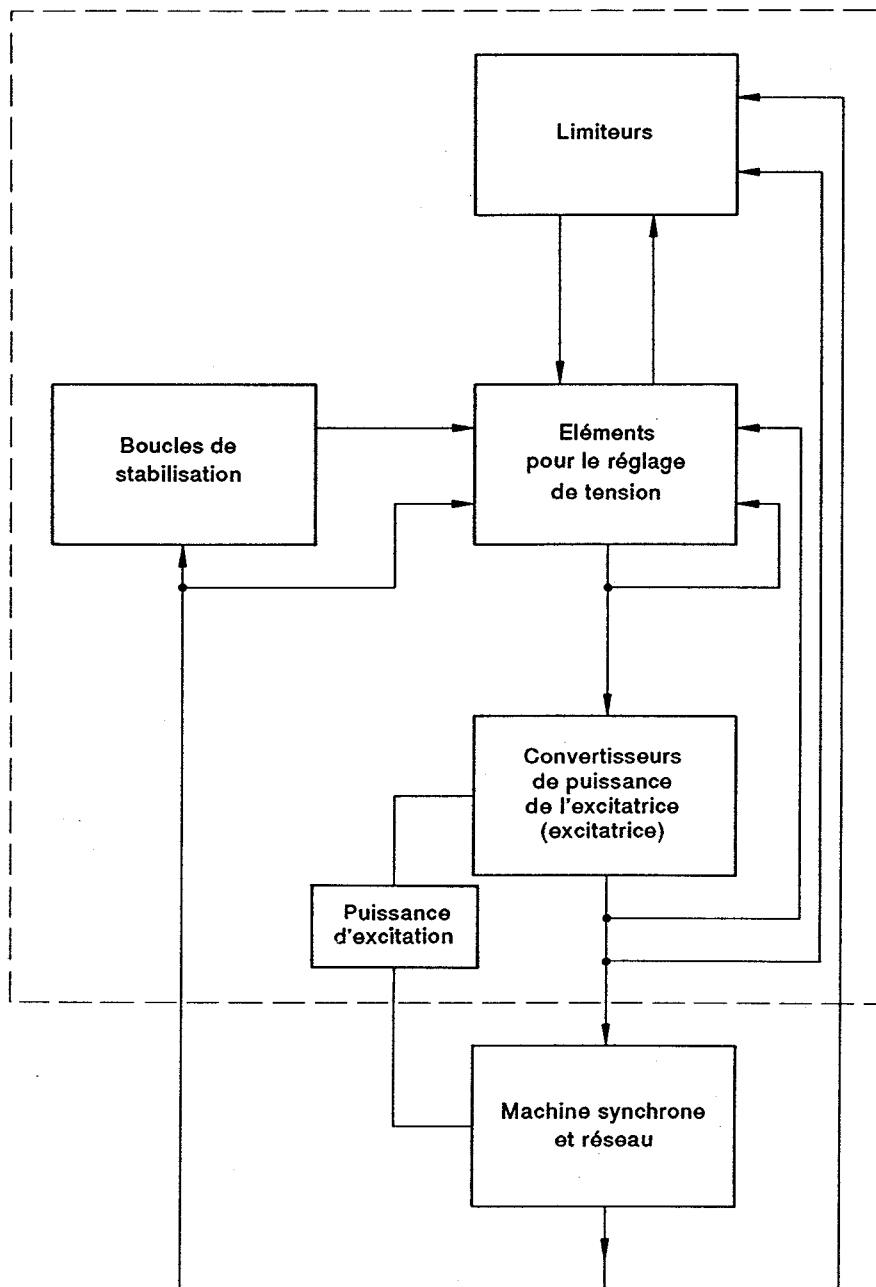 Limiteurs
Boucles de
stabilisation
Eléments
pour le réglage
de tension
Convertisseurs
de puissance
de l'excitatrice
(excitatrice)
Puissance
d'excitation
Machine synchrone
et réseau